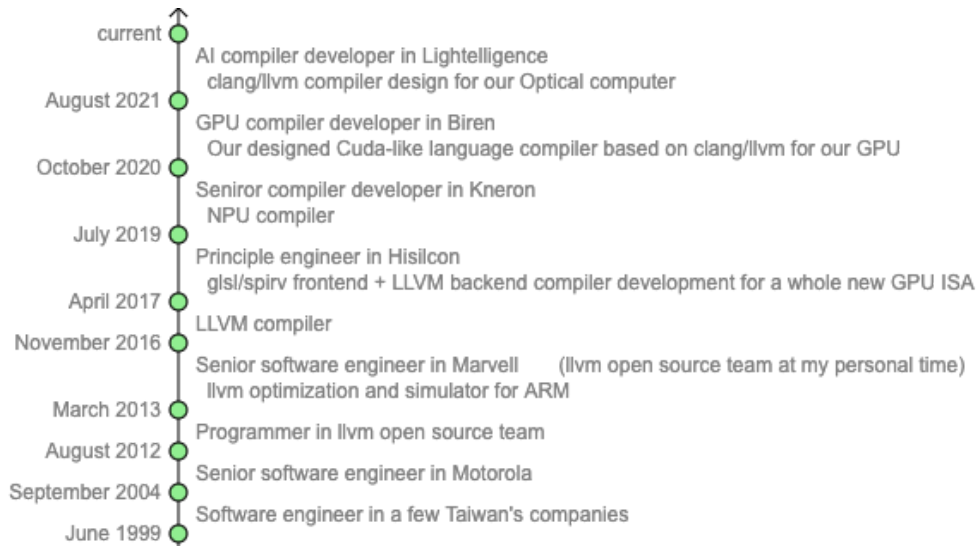 current
AI compiler developer in Lightelligence
clang/llvm compiler design for our Optical computer
August 2021
GPU compiler developer in Biren
Our designed Cuda-like language compiler based on clang/llvm for our GPU
October 2020
Seniror compiler developer in Kneron
NPU compiler
July 2019
Principle engineer in Hisilcon
glsl/spirv frontend + LLVM backend compiler development for a whole new GPU ISA
April 2017
LLVM compiler
November 2016
Senior software engineer in Marvell (llvm open source team at my personal time)
llvm optimization and simulator for ARM
March 2013
Programmer in llvm open source team
August 2012
Senior software engineer in Motorola
September 2004
Software engineer in a few Taiwan's companies
June 1999